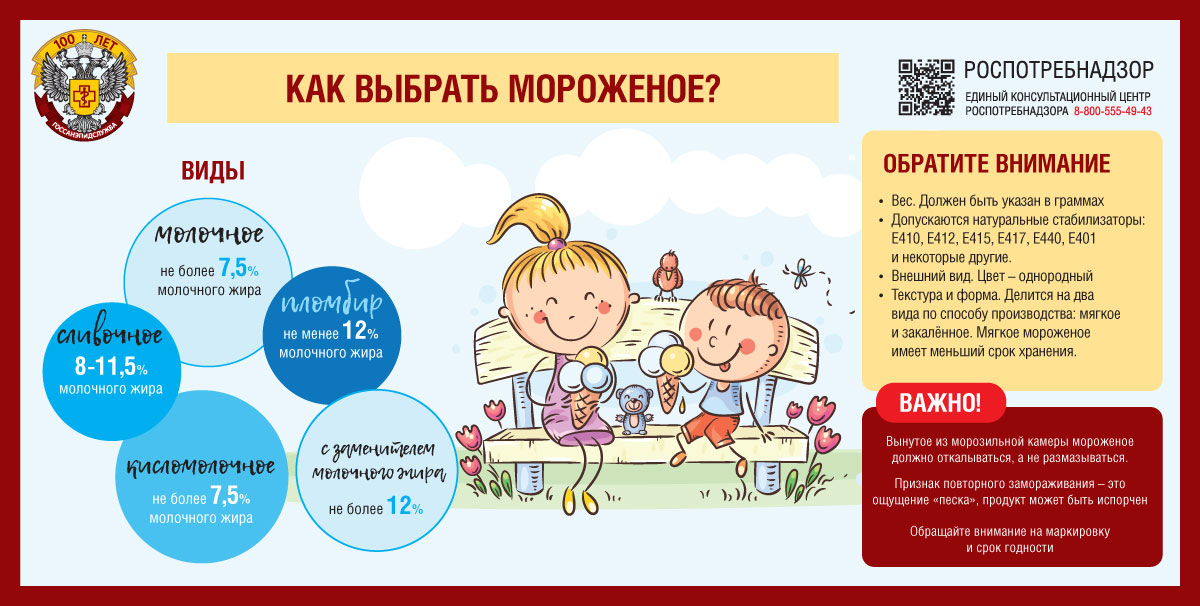 100 ЛЕТ
ГОССАНЭПИДСЛУЖБА
КАК ВЫБРАТЬ МОРОЖЕНОЕ?
РОСПОТРЕБНАДЗОР
ЕДИНЫЙ КОНСУЛЬТАЦИОННЫЙ ЦЕНТР
РОСПОТРЕБНАДЗОРА 8-800-555-49-43
ВИДЫ
молочное
не более 7,5%
молочного жира
пломбир
не менее 12%
молочного жира
сливочное
8-11,5%
молочного жира
кисломолочное
не более 7,5%
молочного жира
с заменителем
молочного жира
не более 12%
ОБРАТИТЕ ВНИМАНИЕ
• Вес. Должен быть указан в граммах
• Допускаются натуральные стабилизаторы:
Е410, Е412, Е415, Е417, Е440, Е401
и некоторые другие.
• Внешний вид. Цвет – однородный
• Текстура и форма. Делится на два
вида по способу производства: мягкое
и закалённое. Мягкое мороженое
имеет меньший срок хранения.
ВАЖНО!
Вынутое из морозильной камеры мороженое
должно откалываться, а не размазываться.
Признак повторного замораживания – это
ощущение «песка», продукт может быть испорчен
Обращайте внимание на маркировку
и срок годности